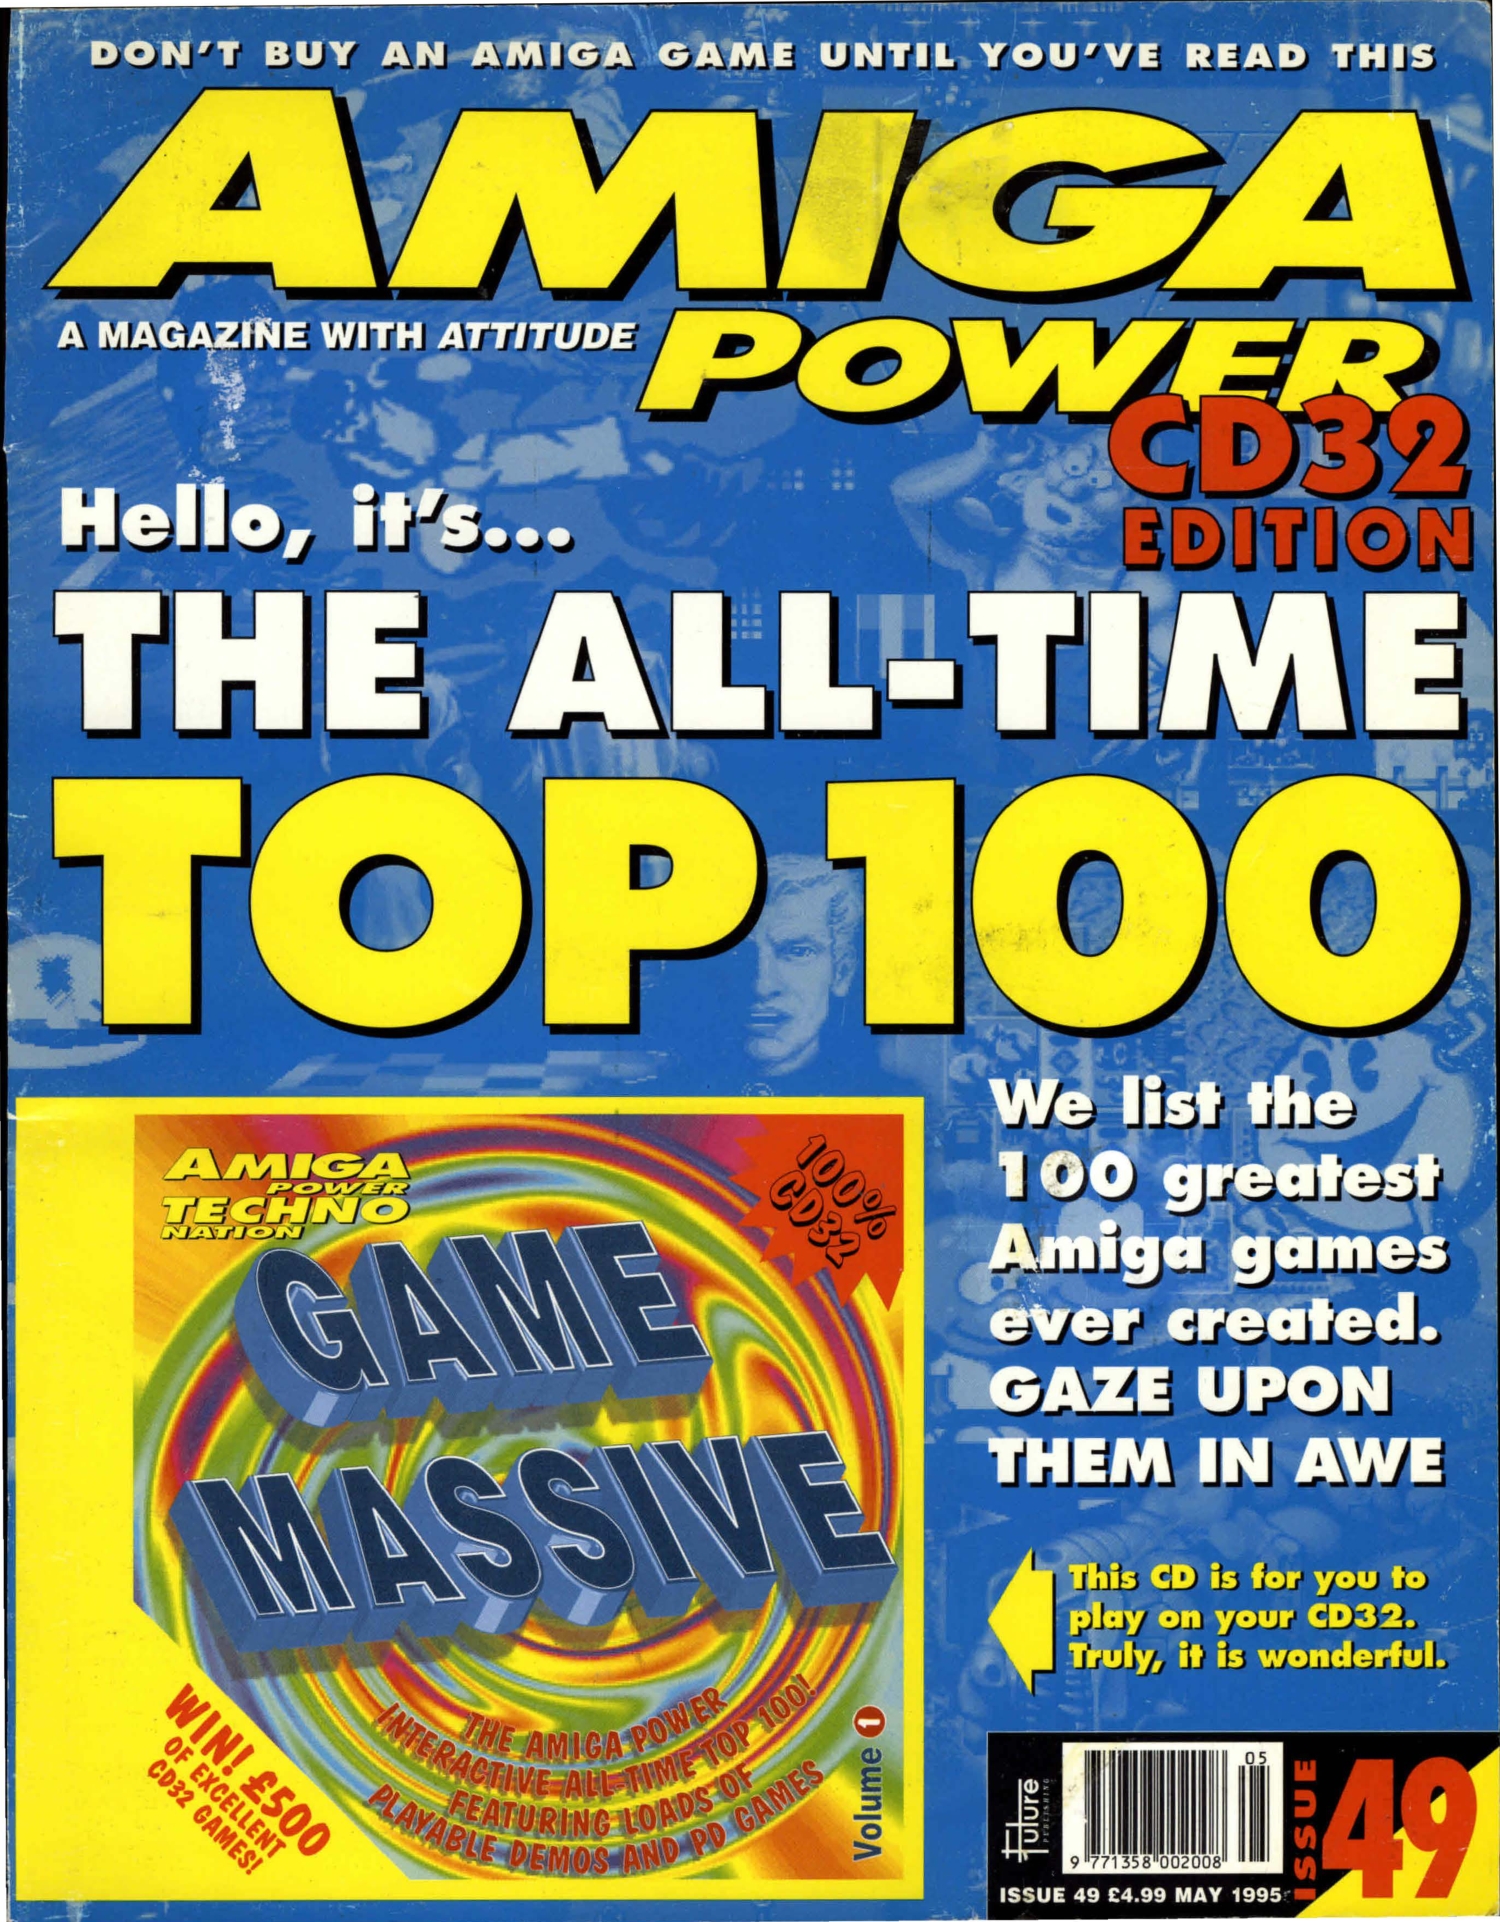 DON'T BUY AN AMIGA GAME UNTIL YOU'VE READ THIS
AMIGA
A MAGAZINE WITH ATTITUDE
POWER
CD32
EDITION
Hello, it's...
THE ALL-TIME
TOP 100
We list the
100 greatest
Amiga games
ever created.
GAZE UPON
THEM IN AWE
AMIGA
POWER
TECHNO
NATION
100%
CD32
GAME
MASSIVE
WIN! £500
OF EXCELLENT
CD32 GAMES!
THE AMIGA POWER
INTERACTIVE ALL-TIME TOP 100!
FEATURING LOADS OF
PLAYABLE DEMOS AND PD GAMES
Volume 1
This CD is for you to
play on your CD32.
Truly, it is wonderful.
Future
PUBLISHING
05
9 771358 002008
ISSUE 49 £4.99 MAY 1995
ISSUE
49